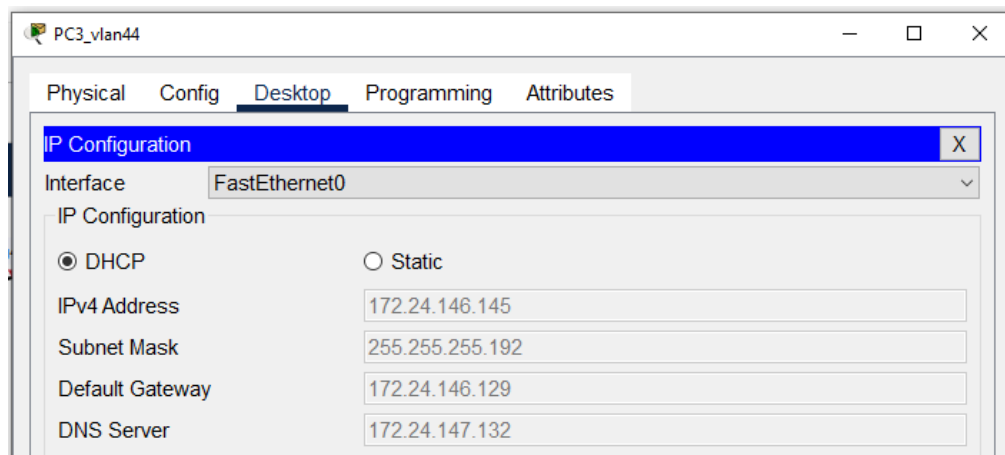 PC3_vlan44
Physical Config Desktop Programming Attributes
IP Configuration X
Interface FastEthernet0
IP Configuration
DHCP Static
IPv4 Address 172.24.146.145
Subnet Mask 255.255.255.192
Default Gateway 172.24.146.129
DNS Server 172.24.147.132